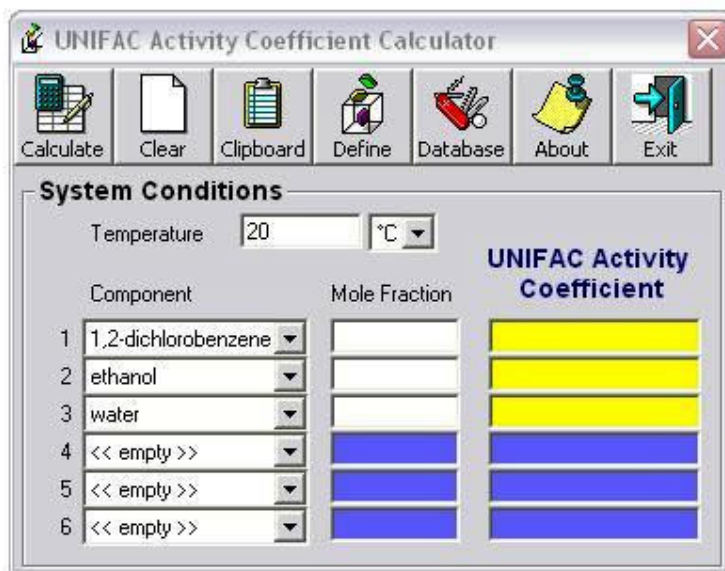 UNIFAC Activity Coefficient Calculator
Calculate Clear Clipboard Define Database About Exit
System Conditions
Temperature 20 °C
UNIFAC Activity
Coefficient
Component Mole Fraction
1 1,2-dichlorobenzene
2 ethanol
3 water
4 << empty >>
5 << empty >>
6 << empty >>